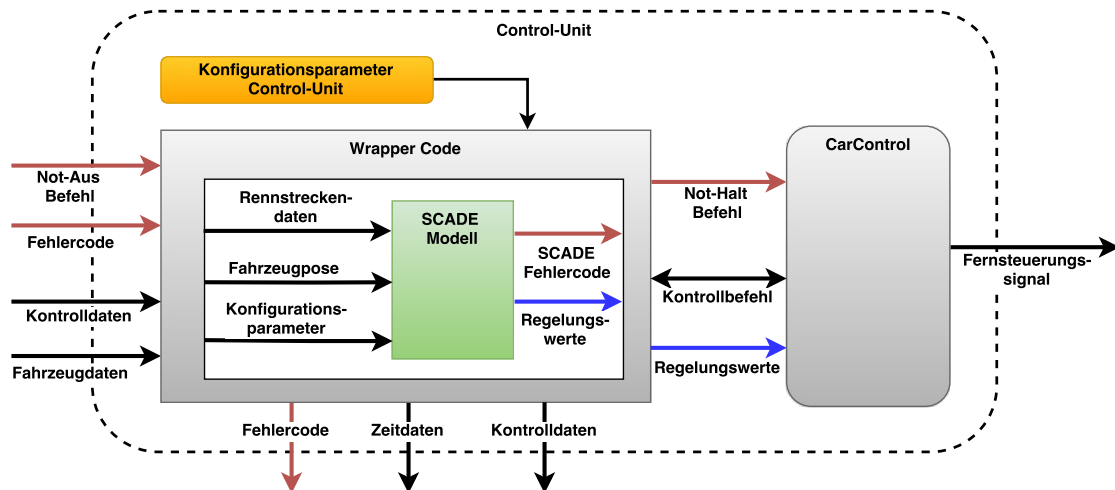 Control-Unit
Konfigurationsparameter
Control-Unit
Wrapper Code
CarControl
Not-Aus
Befehl
Fehlercode
Kontrolldaten
Fahrzeugdaten
Rennstrecken-
daten
Fahrzeugpose
Konfigurations-
parameter
SCADE
Modell
SCADE
Fehlercode
Regelungs-
werte
Not-Halt
Befehl
Kontrollbefehl
Regelungswerte
Fernsteuerungs-
signal
Fehlercode
Zeitdaten
Kontrolldaten